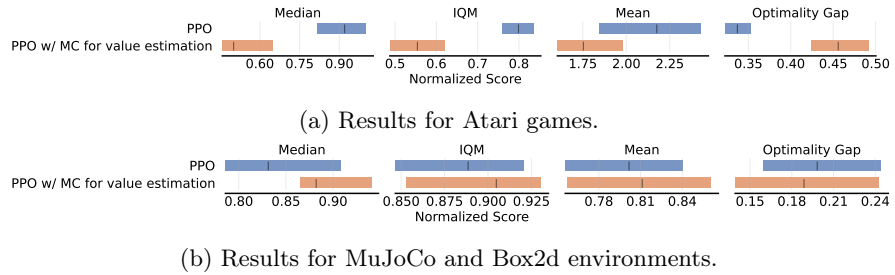 Median IQM Mean Optimality Gap
PPO
PPO w/ MC for value estimation
0.60 0.75 0.90 0.5 0.6 0.7 0.8 1.75 2.00 2.25 0.35 0.40 0.45 0.50
Normalized Score
(a) Results for Atari games.
Median IQM Mean Optimality Gap
PPO
PPO w/ MC for value estimation
0.80 0.85 0.90 0.850 0.875 0.900 0.925 0.78 0.81 0.84 0.15 0.18 0.21 0.24
Normalized Score
(b) Results for MuJoCo and Box2d environments.